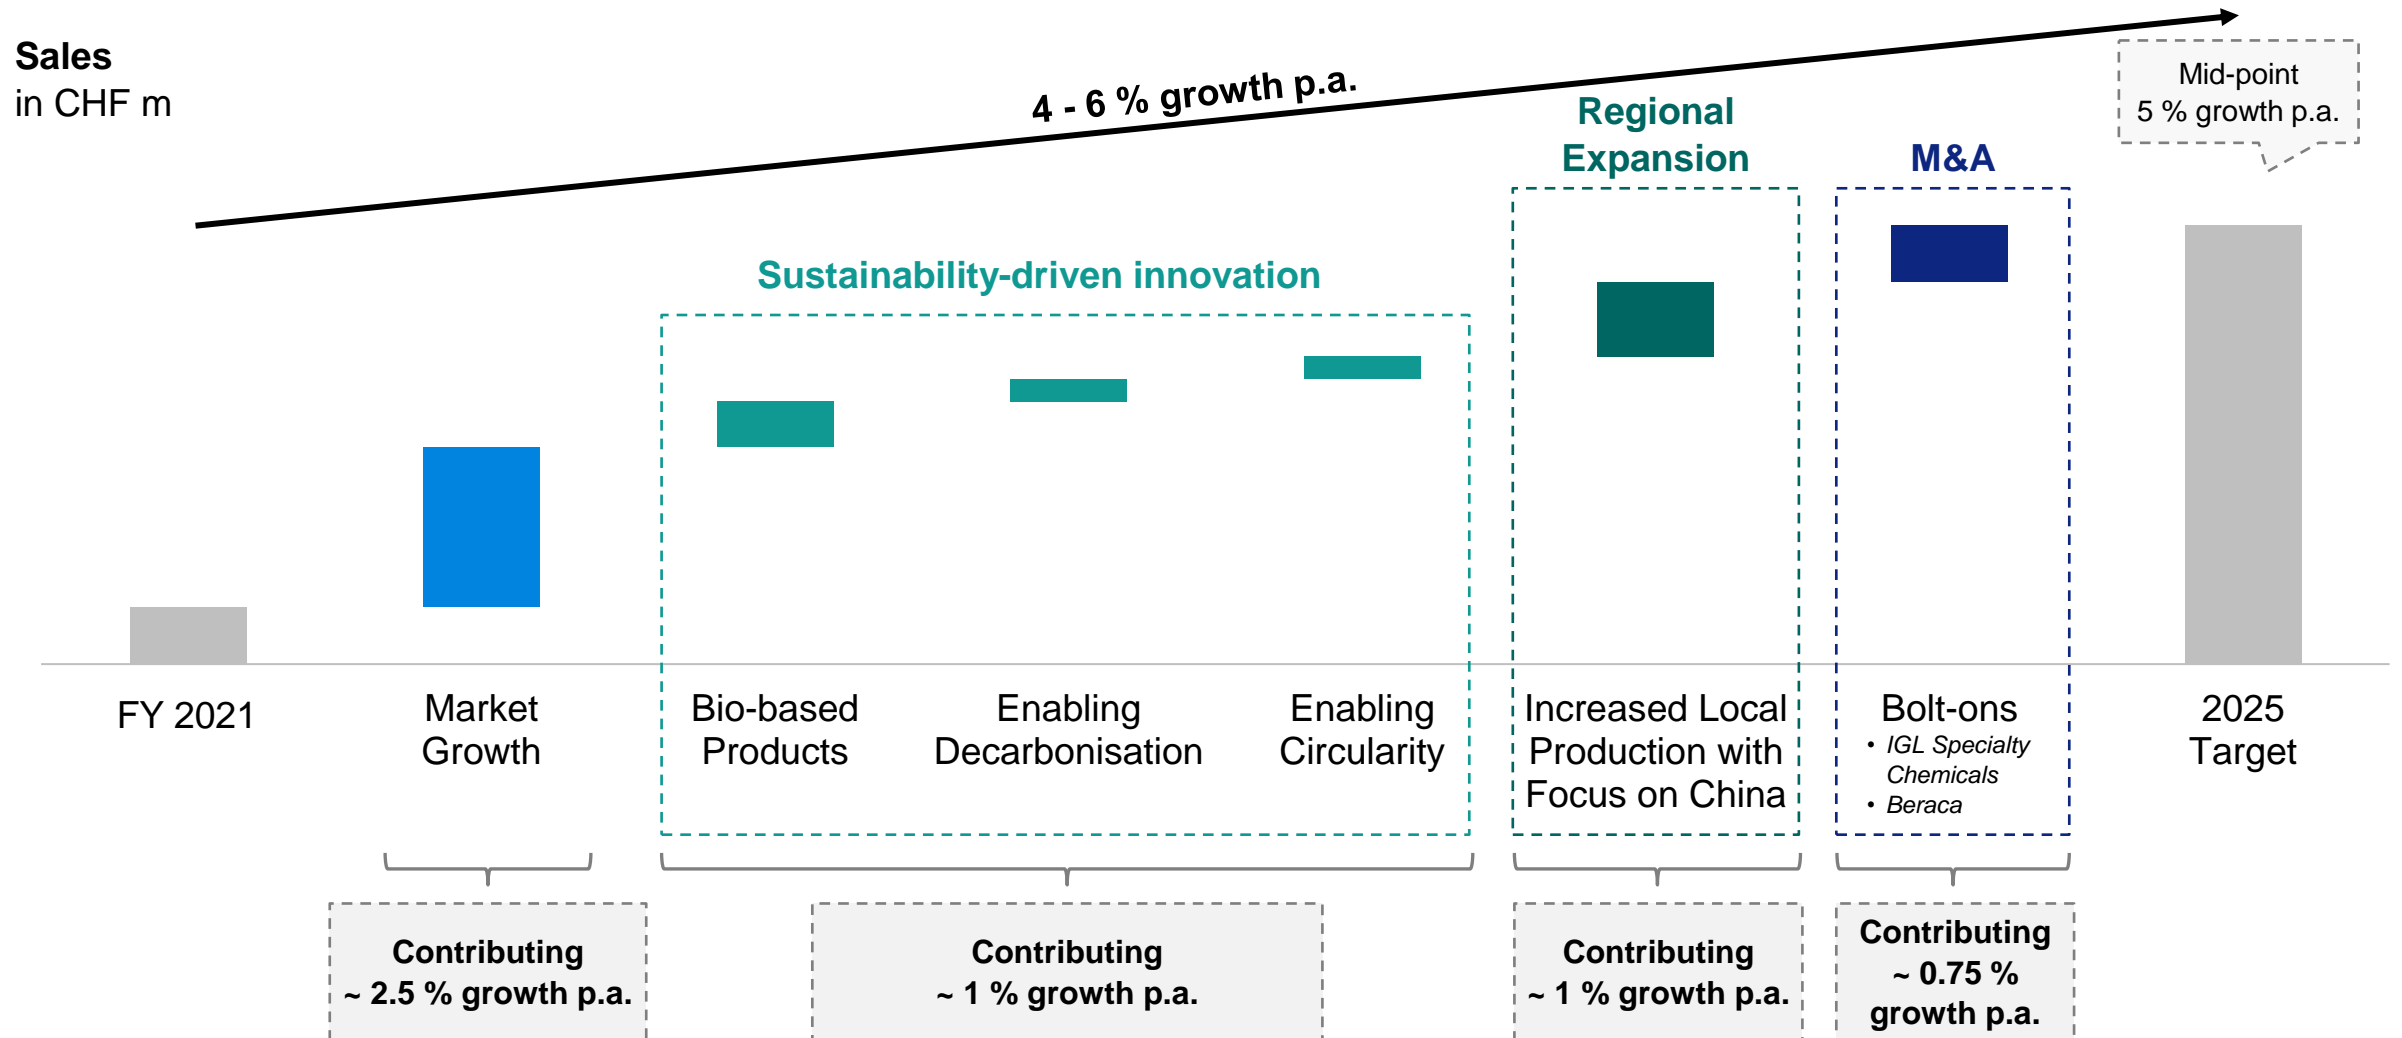 Sales
in CHF m
4 - 6 % growth p.a.
Mid-point
5 % growth p.a.
Sustainability-driven innovation
Regional
Expansion
M&A
FY 2021
Market
Growth
Bio-based
Products
Enabling
Decarbonisation
Enabling
Circularity
Increased Local
Production with
Focus on China
Bolt-ons
• IGL Specialty
Chemicals
• Beraca
2025
Target
Contributing
~ 2.5 % growth p.a.
Contributing
~ 1 % growth p.a.
Contributing
~ 1 % growth p.a.
Contributing
~ 0.75 %
growth p.a.